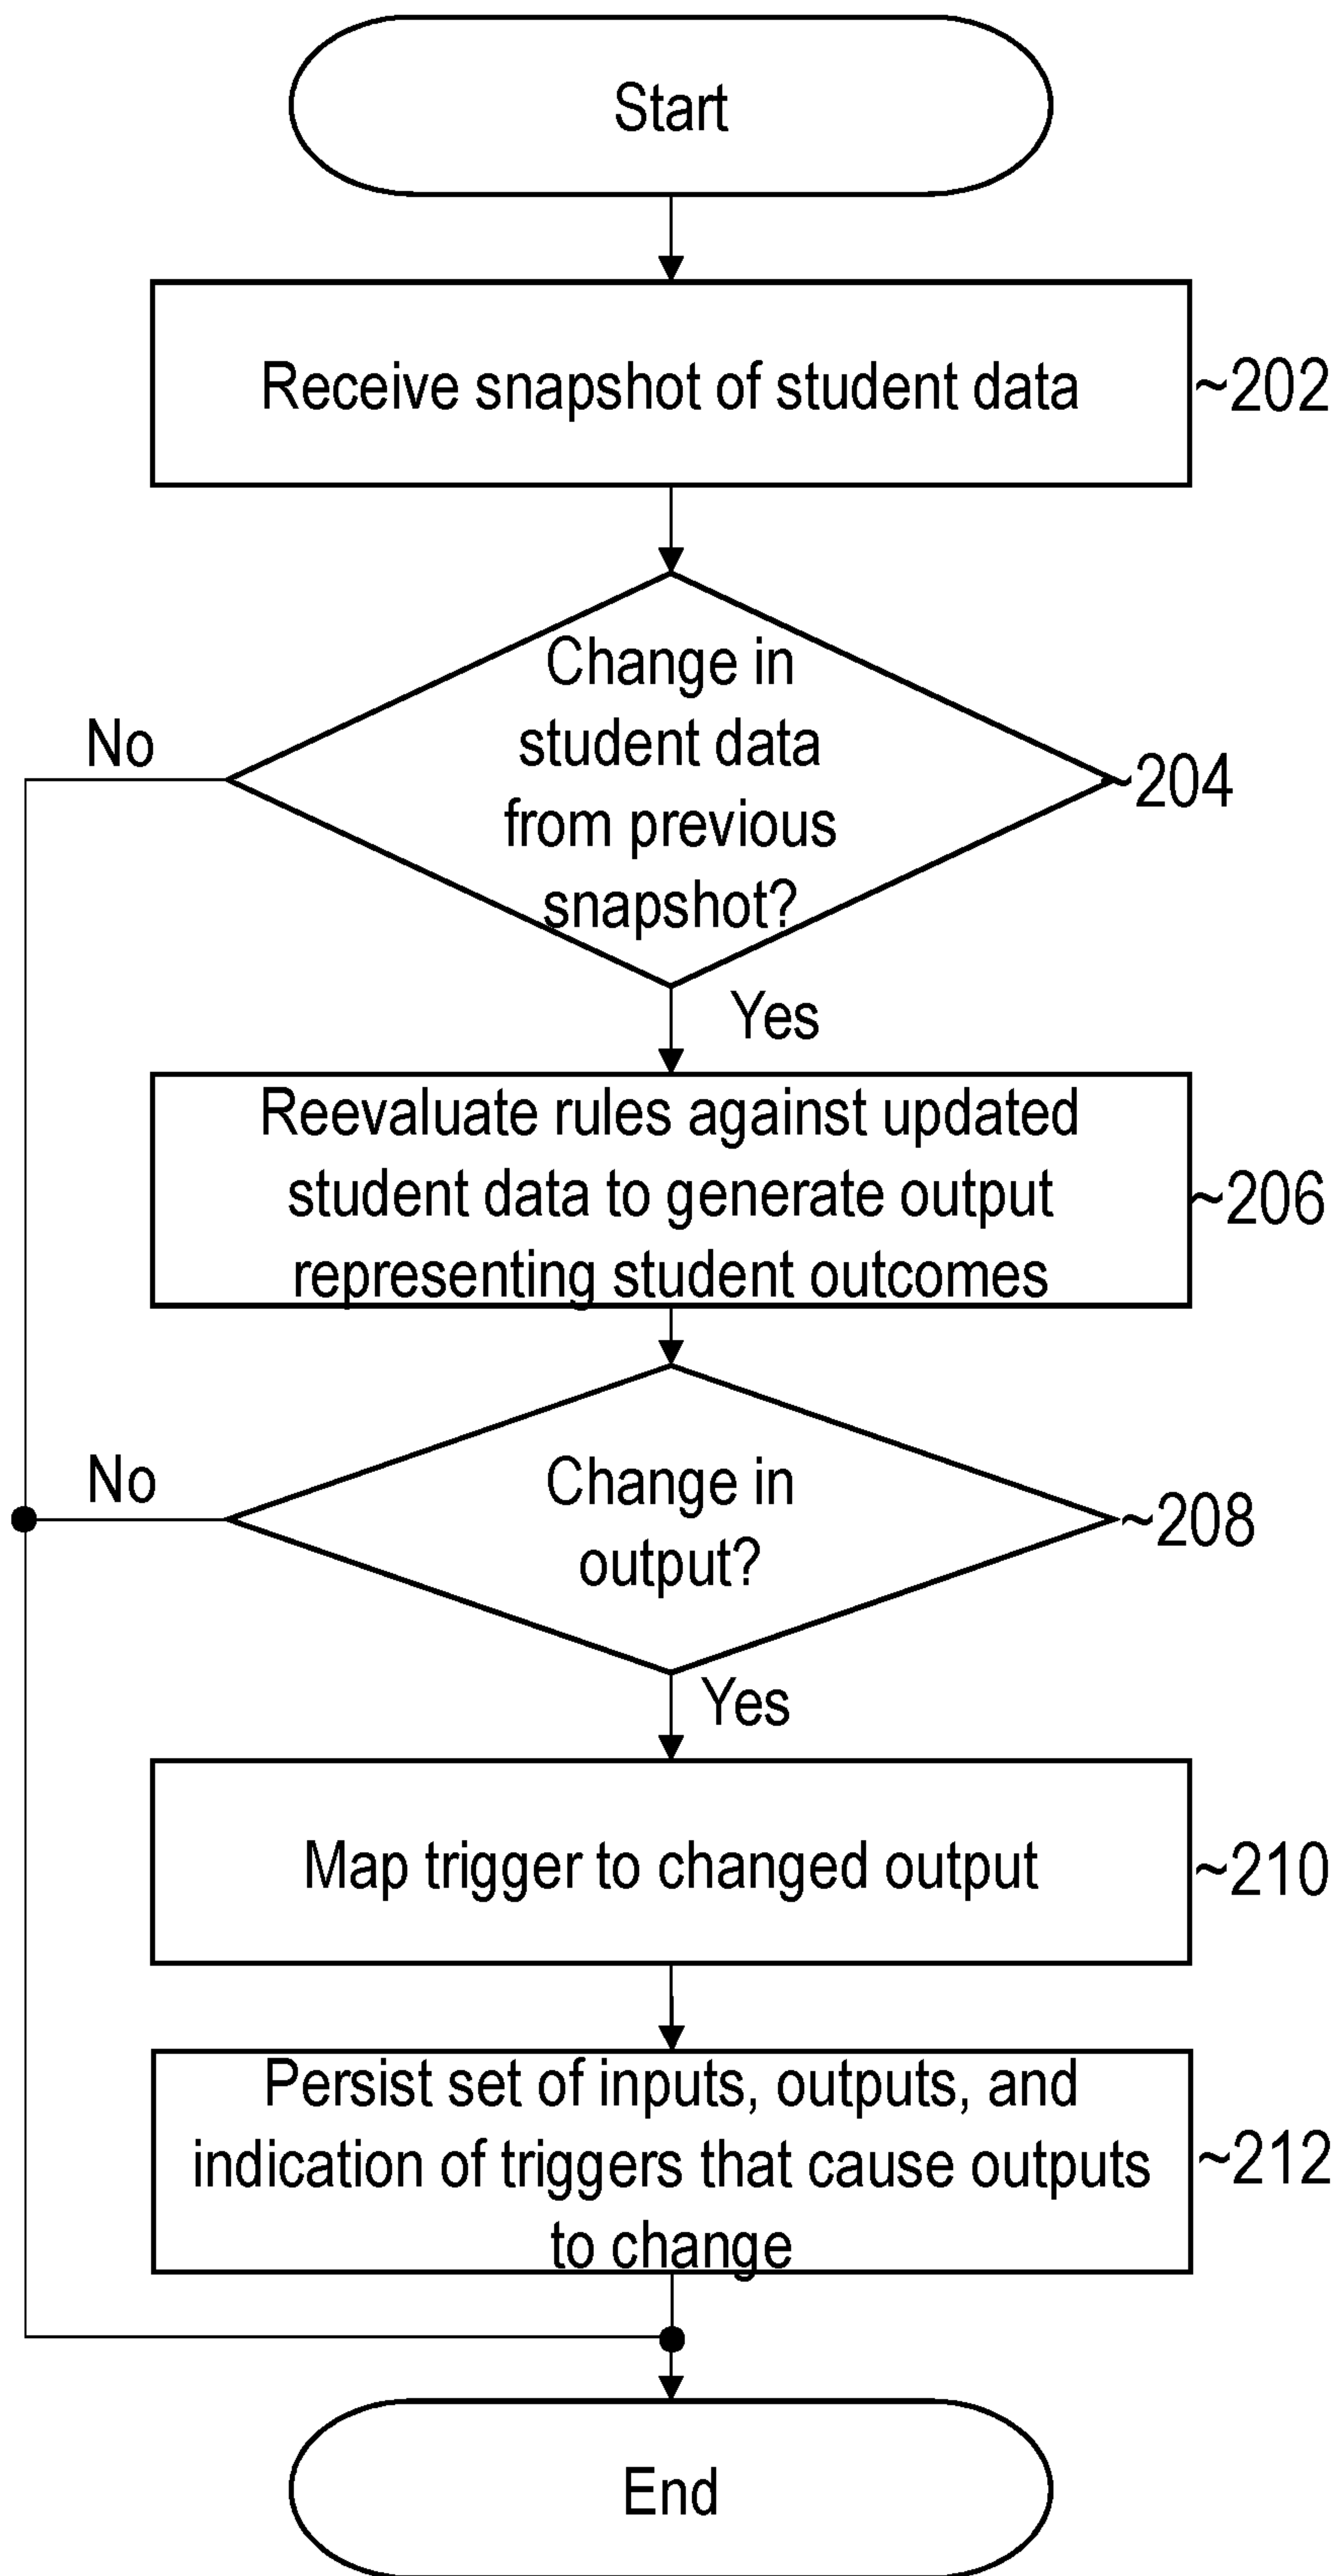 Start
Receive snapshot of student data
~202
Change in
student data
from previous
snapshot?
~204
No
Yes
Reevaluate rules against updated
student data to generate output
representing student outcomes
~206
Change in
output?
~208
No
Yes
Map trigger to changed output
~210
Persist set of inputs, outputs, and
indication of triggers that cause outputs
to change
~212
End